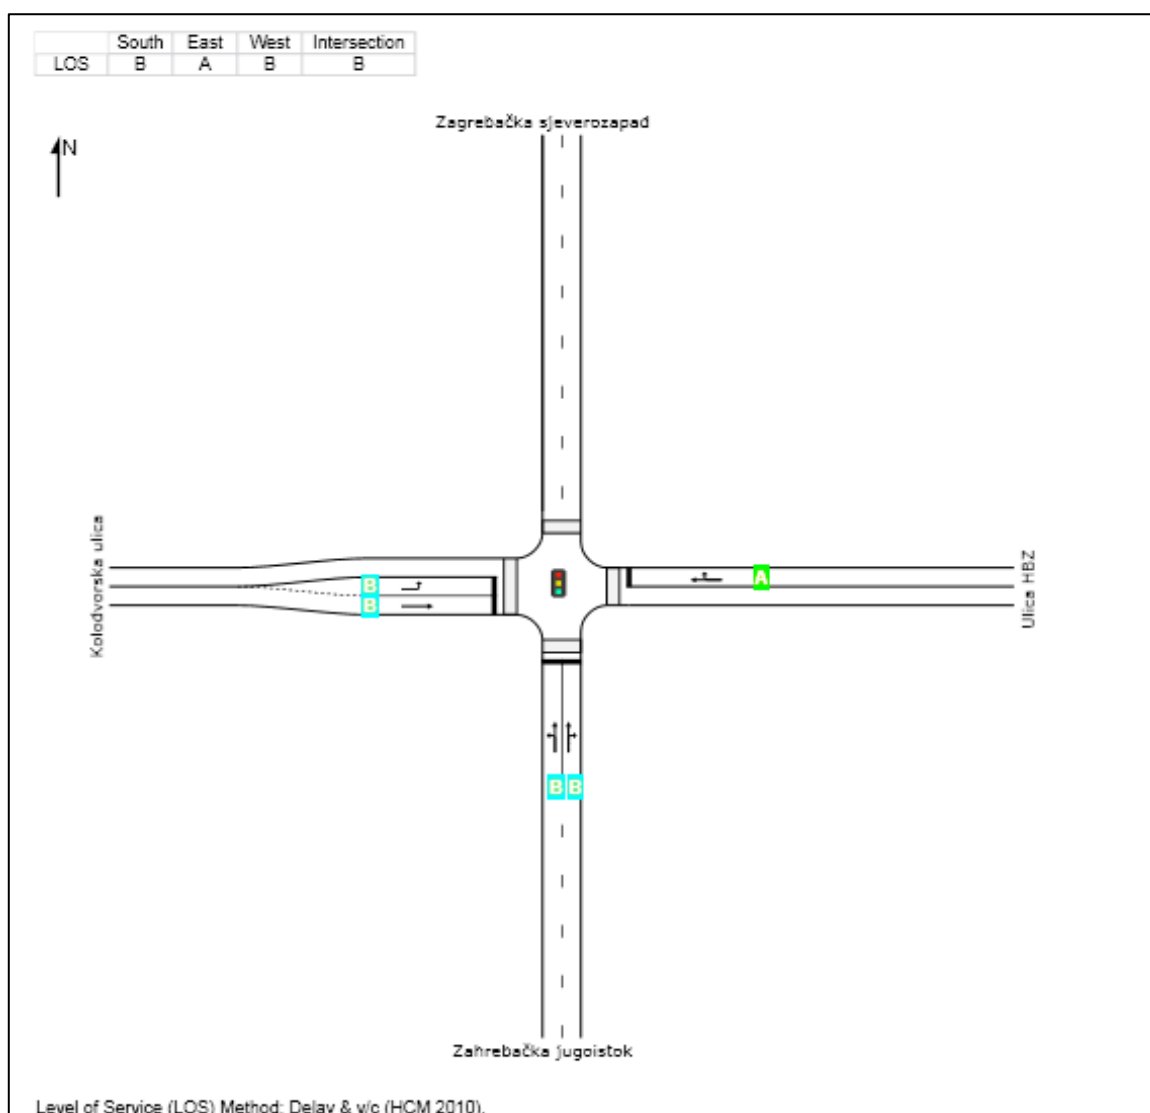 South East West Intersection
LOS B A B B
Zagrebačka sjeverozapad
N
Kolodvorska ulica
Ulica HBZ
B
A
B
B B
Zahrebačka jugoistok
Level of Service (LOS) Method: Delay & v/c (HCM 2010).